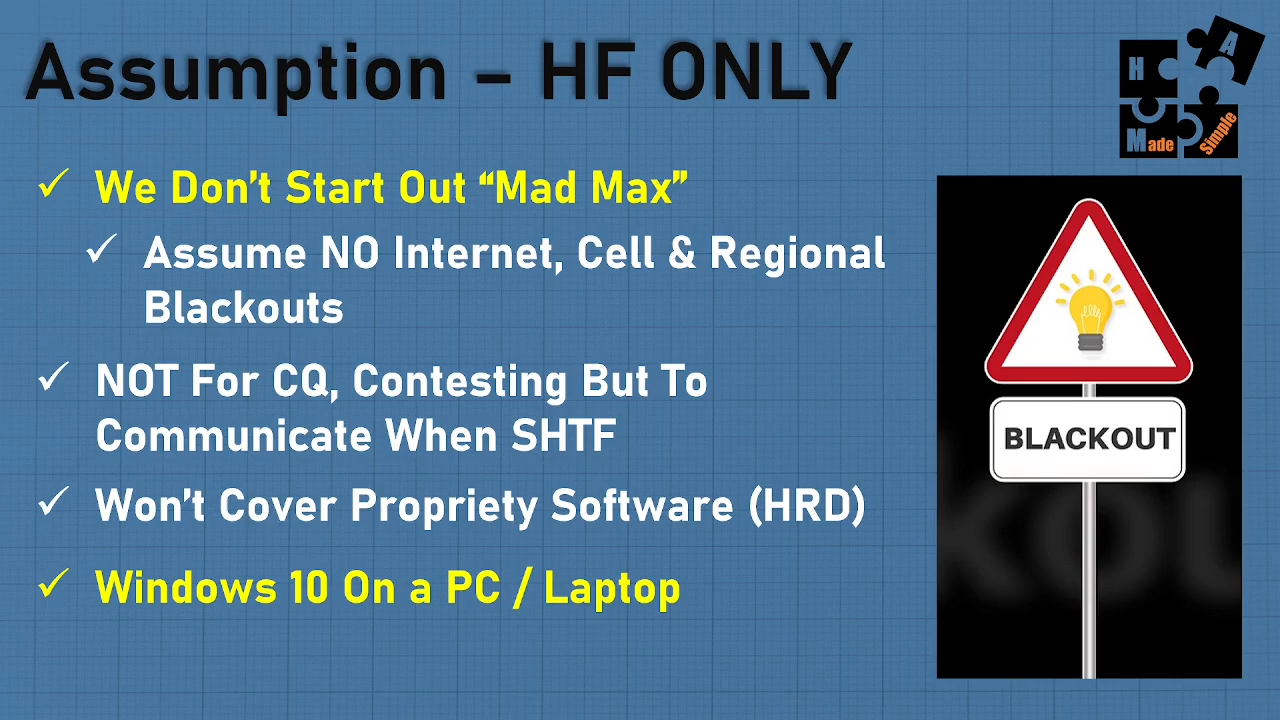 Assumption – HF ONLY
H
A
Made
Simple
We Don’t Start Out “Mad Max”
Assume NO Internet, Cell & Regional
Blackouts
NOT For CQ, Contesting But To
Communicate When SHTF
Won’t Cover Propriety Software (HRD)
Windows 10 On a PC / Laptop
BLACKOUT